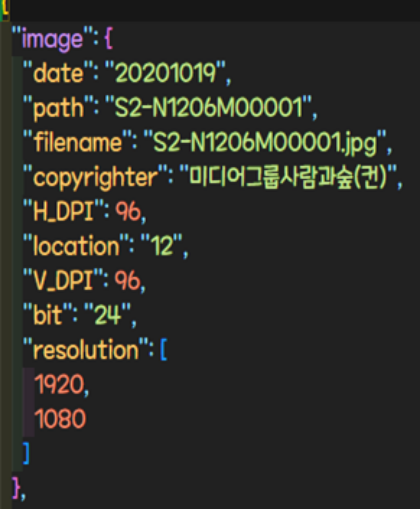 {
"image": {
"date": "20201019",
"path": "S2-N1206M00001",
"filename": "S2-N1206M00001.jpg",
"copyrighter": "미디어그룹사람과숲(컨)",
"H_DPI": 96,
"location": "12",
"V_DPI": 96,
"bit": "24",
"resolution": [
1920,
1080
]
},